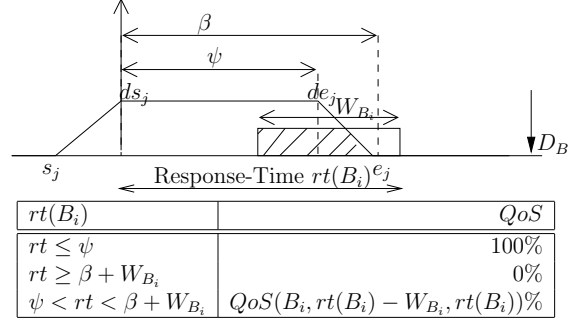 β
ψ
ds_j de_j
W_{B_i}
D_B
s_j e_j
Response-Time rt(B_i)
rt(B_i) QoS
rt ≤ ψ 100%
rt ≥ β + W_{B_i} 0%
ψ < rt < β + W_{B_i} QoS(B_i, rt(B_i) − W_{B_i}, rt(B_i))%